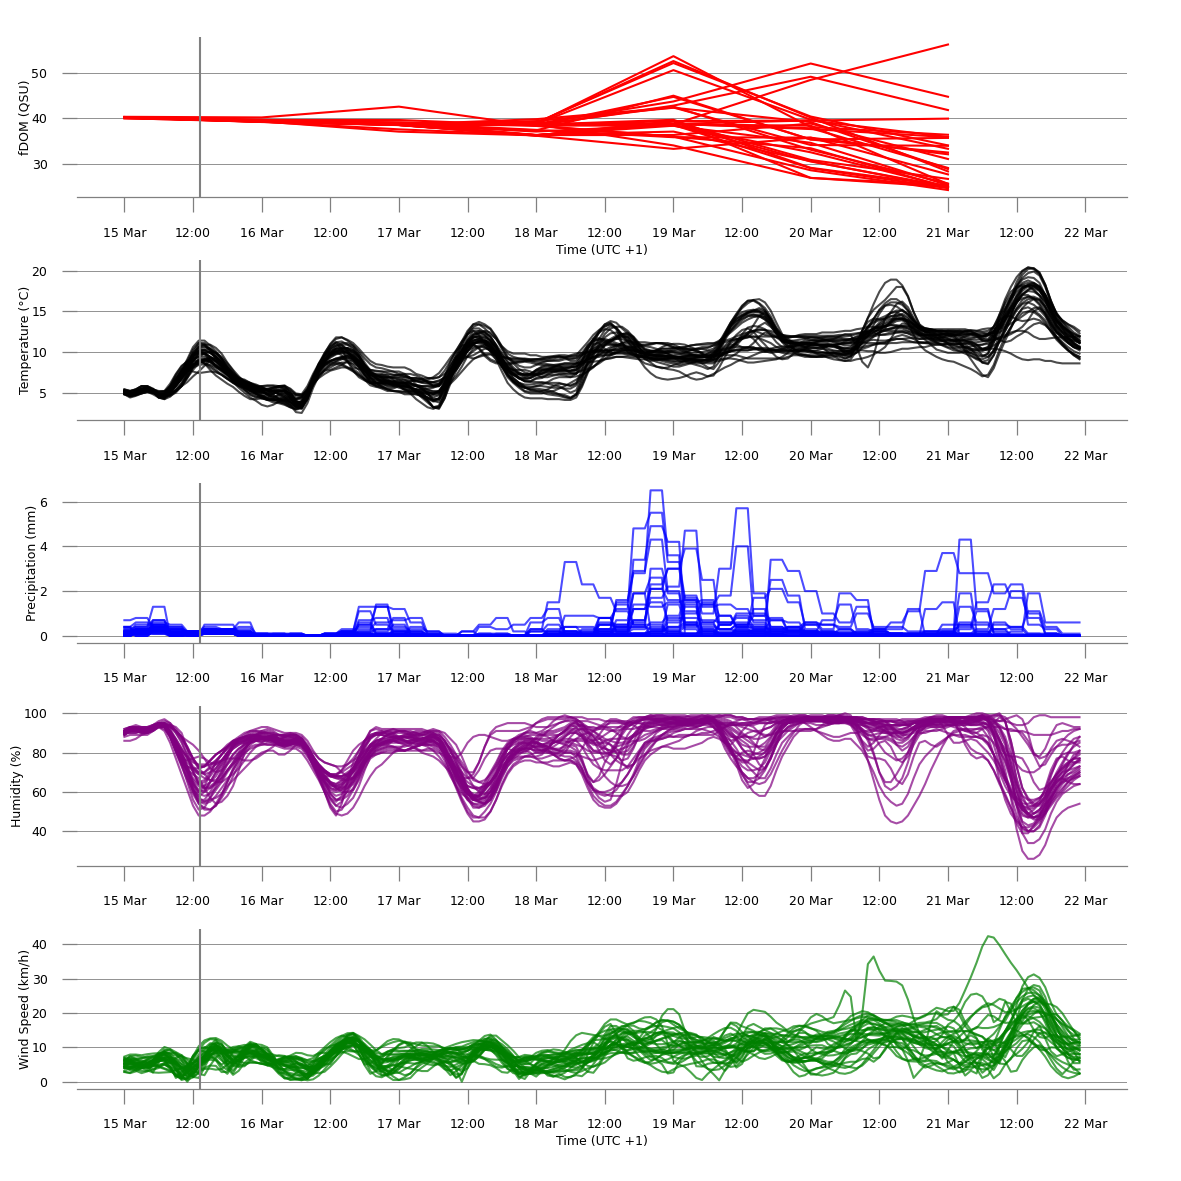 fDOM (QSU)
50
40
30
15 Mar 12:00 16 Mar 12:00 17 Mar 12:00 18 Mar 12:00 19 Mar 12:00 20 Mar 12:00 21 Mar 12:00 22 Mar
Time (UTC +1)
Temperature (°C)
20
15
10
5
15 Mar 12:00 16 Mar 12:00 17 Mar 12:00 18 Mar 12:00 19 Mar 12:00 20 Mar 12:00 21 Mar 12:00 22 Mar
Precipitation (mm)
6
4
2
0
15 Mar 12:00 16 Mar 12:00 17 Mar 12:00 18 Mar 12:00 19 Mar 12:00 20 Mar 12:00 21 Mar 12:00 22 Mar
Humidity (%)
100
80
60
40
15 Mar 12:00 16 Mar 12:00 17 Mar 12:00 18 Mar 12:00 19 Mar 12:00 20 Mar 12:00 21 Mar 12:00 22 Mar
Wind Speed (km/h)
40
30
20
10
0
15 Mar 12:00 16 Mar 12:00 17 Mar 12:00 18 Mar 12:00 19 Mar 12:00 20 Mar 12:00 21 Mar 12:00 22 Mar
Time (UTC +1)